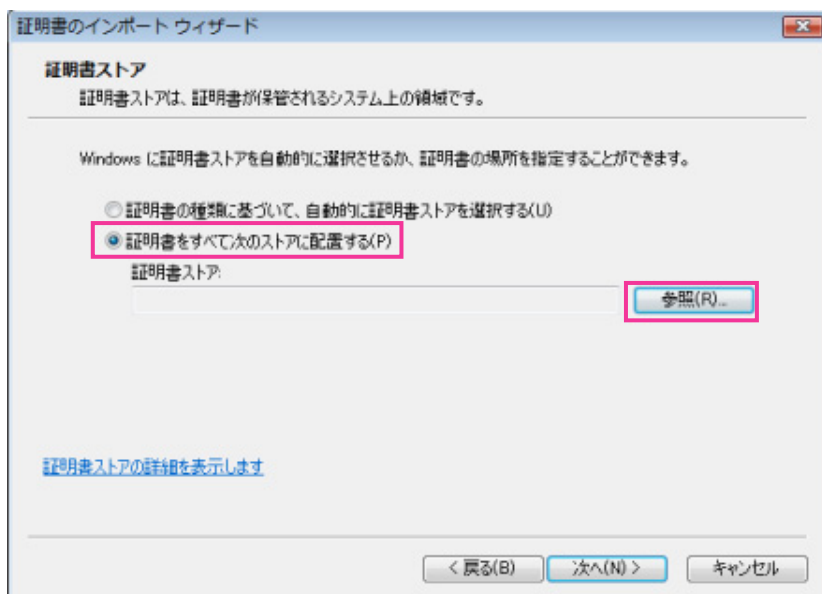 証明書のインポート ウィザード
証明書ストア
証明書ストアは、証明書が保管されるシステム上の領域です。
Windows に証明書ストアを自動的に選択させるか、証明書の場所を指定することができます。
証明書の種類に基づいて、自動的に証明書ストアを選択する(U)
証明書をすべて次のストアに配置する(P)
証明書ストア:
参照(R)...
証明書ストアの詳細を表示します
< 戻る(B)
次へ(N) >
キャンセル